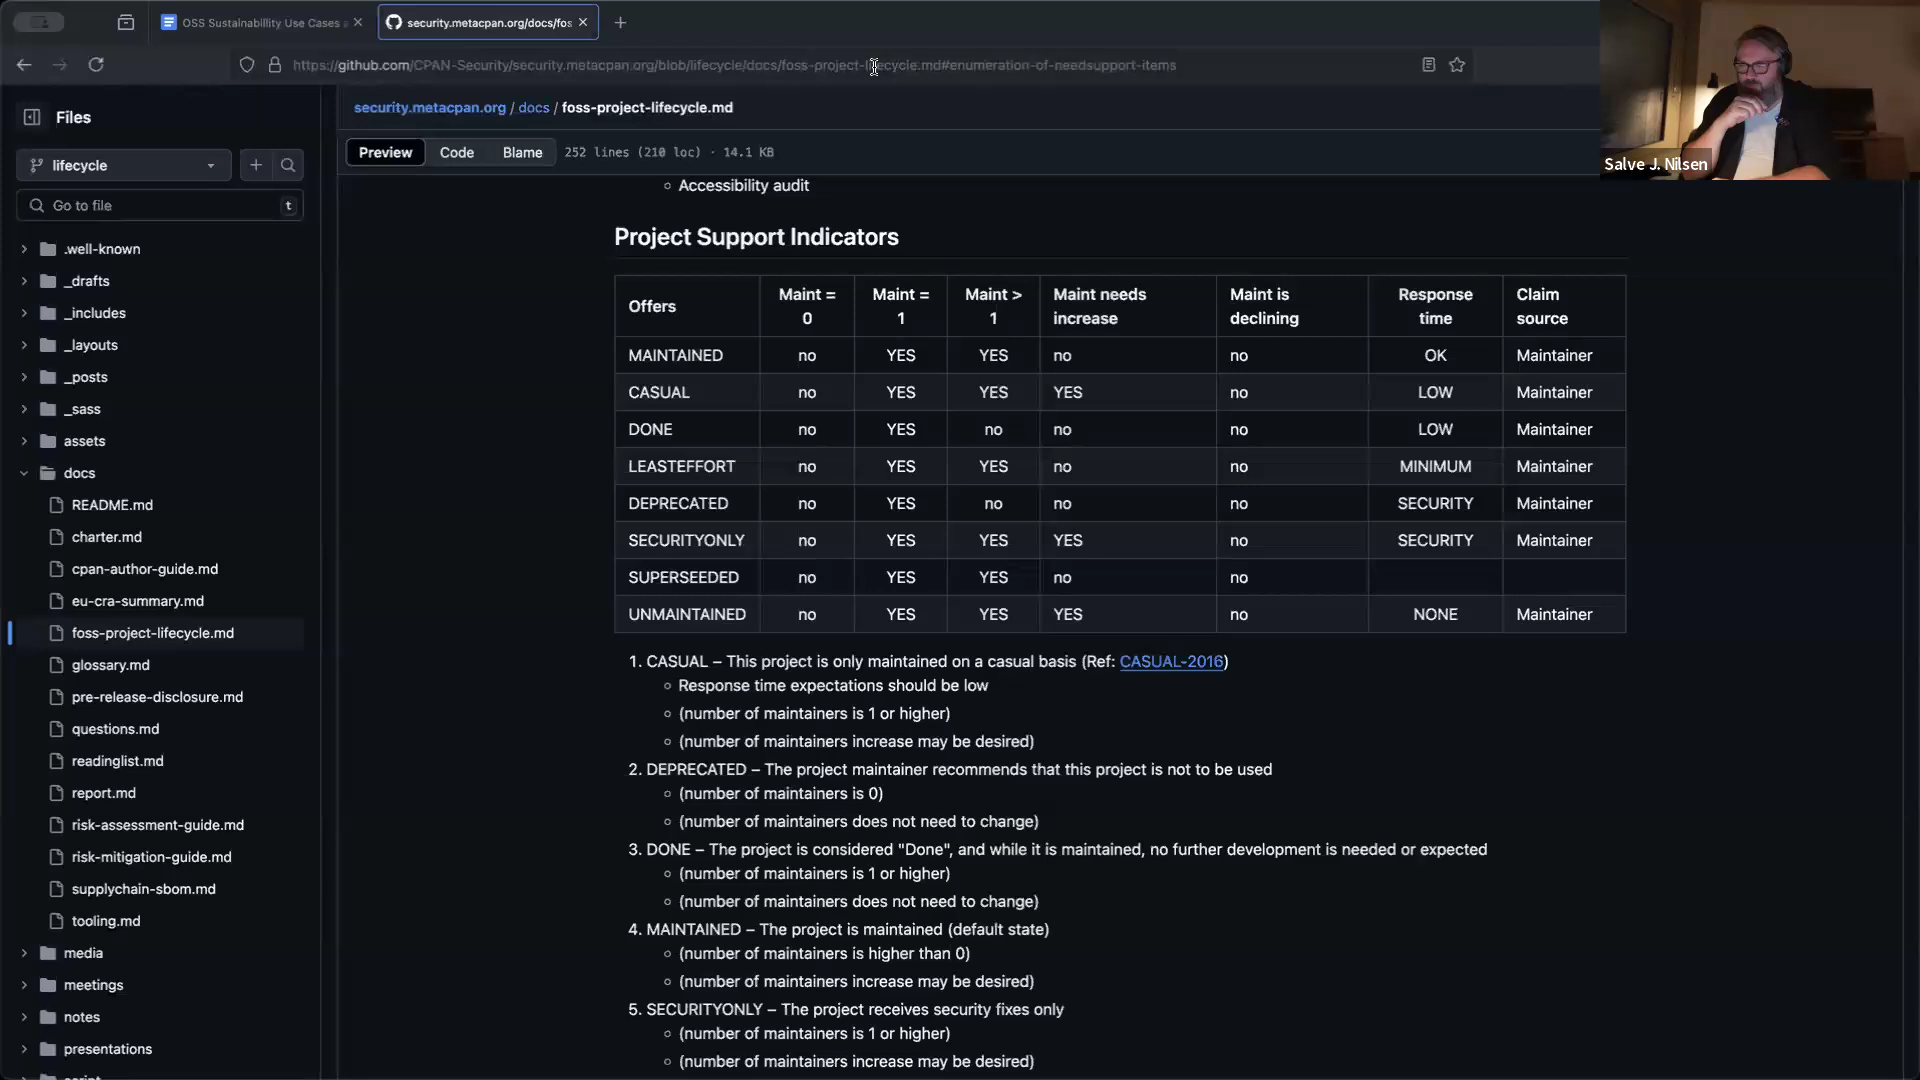 OSS Sustainability Use Cases
security.metacpan.org/docs/fos
https://github.com/CPAN-Security/security.metacpan.org/blob/lifecycle/docs/foss-project-lifecycle.md#enumeration-of-needsupport-items
Salve J. Nilsen
Files
lifecycle
Go to file
t
.well-known
_drafts
_includes
_layouts
_posts
_sass
assets
docs
README.md
charter.md
cpan-author-guide.md
eu-cra-summary.md
foss-project-lifecycle.md
glossary.md
pre-release-disclosure.md
questions.md
readinglist.md
report.md
risk-assessment-guide.md
risk-mitigation-guide.md
supplychain-sbom.md
tooling.md
media
meetings
notes
presentations
security.metacpan.org / docs / foss-project-lifecycle.md
Preview Code Blame 252 lines (210 loc) · 14.1 KB
Accessibility audit
Project Support Indicators
Offers Maint = 0 Maint = 1 Maint > 1 Maint needs increase Maint is declining Response time Claim source
MAINTAINED no YES YES no no OK Maintainer
CASUAL no YES YES YES no LOW Maintainer
DONE no YES no no no LOW Maintainer
LEASTEFFORT no YES YES no no MINIMUM Maintainer
DEPRECATED no YES no no no SECURITY Maintainer
SECURITYONLY no YES YES YES no SECURITY Maintainer
SUPERSEEDED no YES YES no no
UNMAINTAINED no YES YES YES no NONE Maintainer
1. CASUAL – This project is only maintained on a casual basis (Ref: CASUAL-2016)
Response time expectations should be low
(number of maintainers is 1 or higher)
(number of maintainers increase may be desired)
2. DEPRECATED – The project maintainer recommends that this project is not to be used
(number of maintainers is 0)
(number of maintainers does not need to change)
3. DONE – The project is considered "Done", and while it is maintained, no further development is needed or expected
(number of maintainers is 1 or higher)
(number of maintainers does not need to change)
4. MAINTAINED – The project is maintained (default state)
(number of maintainers is higher than 0)
(number of maintainers increase may be desired)
5. SECURITYONLY – The project receives security fixes only
(number of maintainers is 1 or higher)
(number of maintainers increase may be desired)